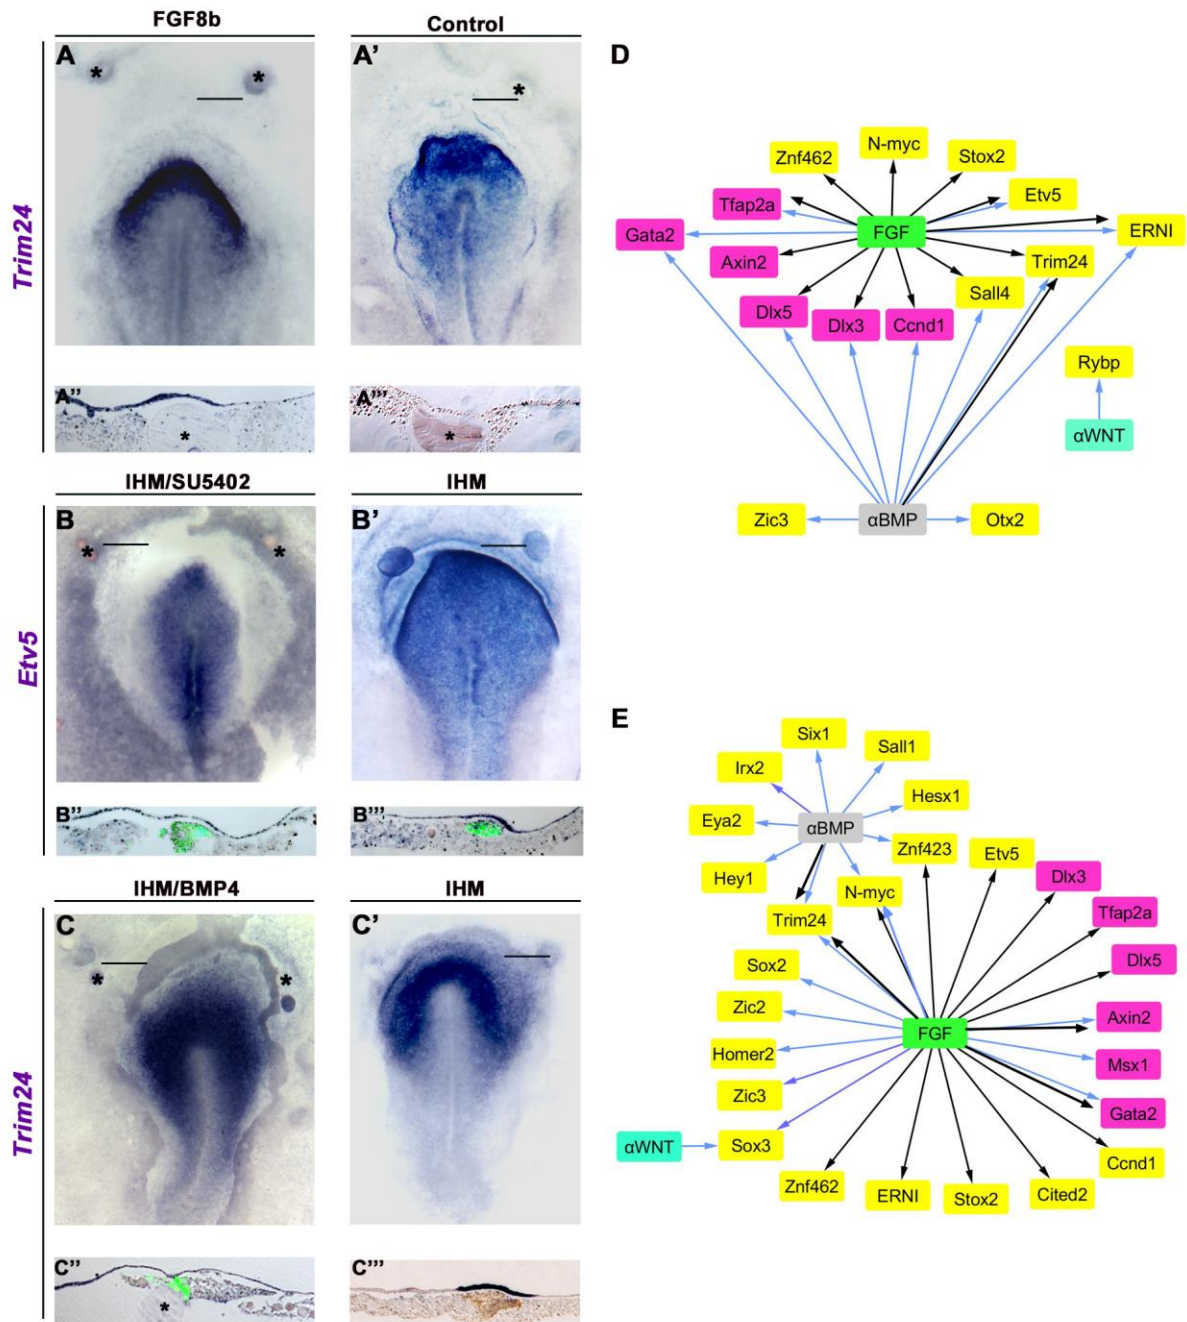 FGF8b
Control
A
A'
D
*
*
*
Trim24
A''
A'''
*
*
IHM/SU5402
IHM
B
B'
*
*
Etv5
B''
B'''
IHM/BMP4
IHM
C
C'
*
*
Trim24
C''
C'''
*
Znf462
N-myc
Stox2
Tfap2a
Etv5
Gata2
FGF
ERNI
Axin2
Trim24
Dlx5
Dlx3
Ccnd1
Sall4
Rybp
αWNT
Zic3
αBMP
Otx2
E
Six1
Sall1
Irx2
Hesx1
Eya2
αBMP
Znf423
Etv5
Hey1
N-myc
Dlx3
Trim24
Tfap2a
Sox2
Dlx5
Zic2
Axin2
Homer2
FGF
Msx1
Zic3
Gata2
αWNT
Sox3
Ccnd1
Znf462
ERNI
Stox2
Cited2